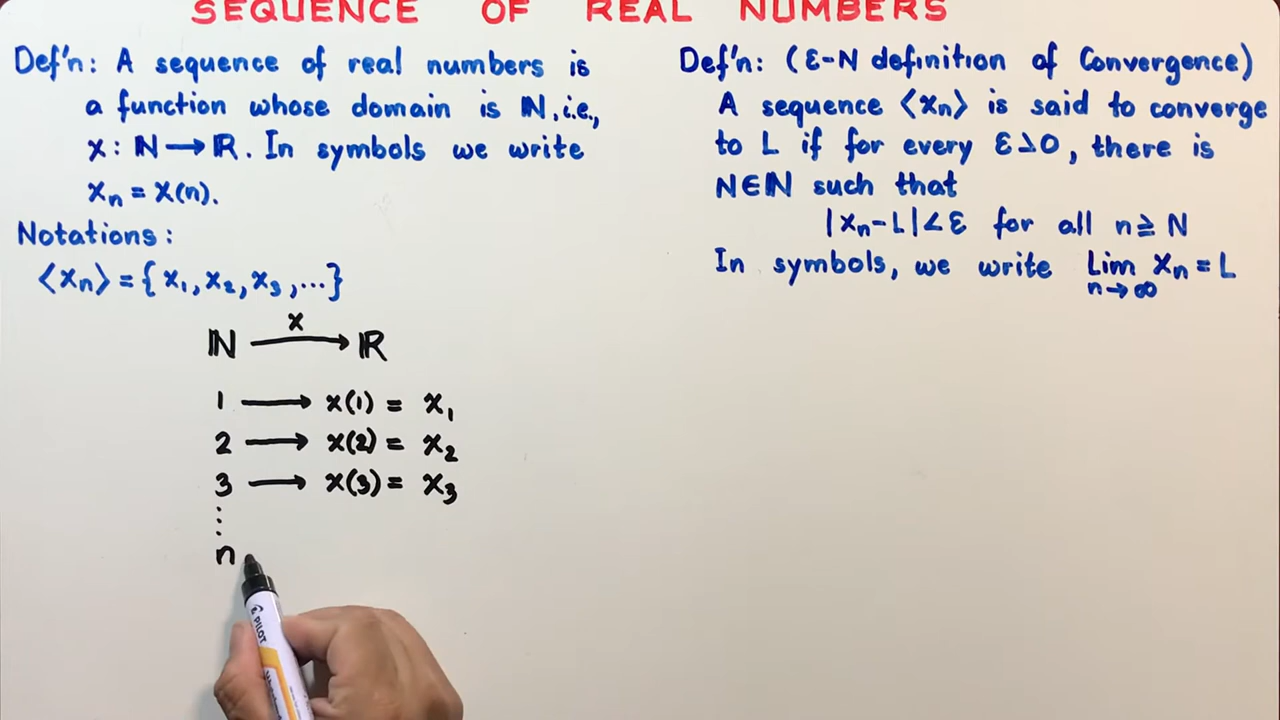 SEQUENCE OF REAL NUMBERS
Def'n: A sequence of real numbers is
a function whose domain is ℕ, i.e.,
x: ℕ → ℝ. In symbols we write
xₙ = x(n).
Notations:
⟨xₙ⟩ = { x₁, x₂, x₃, ... }
ℕ x→ ℝ
1 → x(1) = x₁
2 → x(2) = x₂
3 → x(3) = x₃
⋮
n
Def'n: (ε-N definition of Convergence)
A sequence ⟨xₙ⟩ is said to converge
to L if for every ε > 0, there is
N∈ℕ such that
|xₙ - L| < ε for all n ≥ N
In symbols, we write Lim xₙ = L
n→∞
PILOT